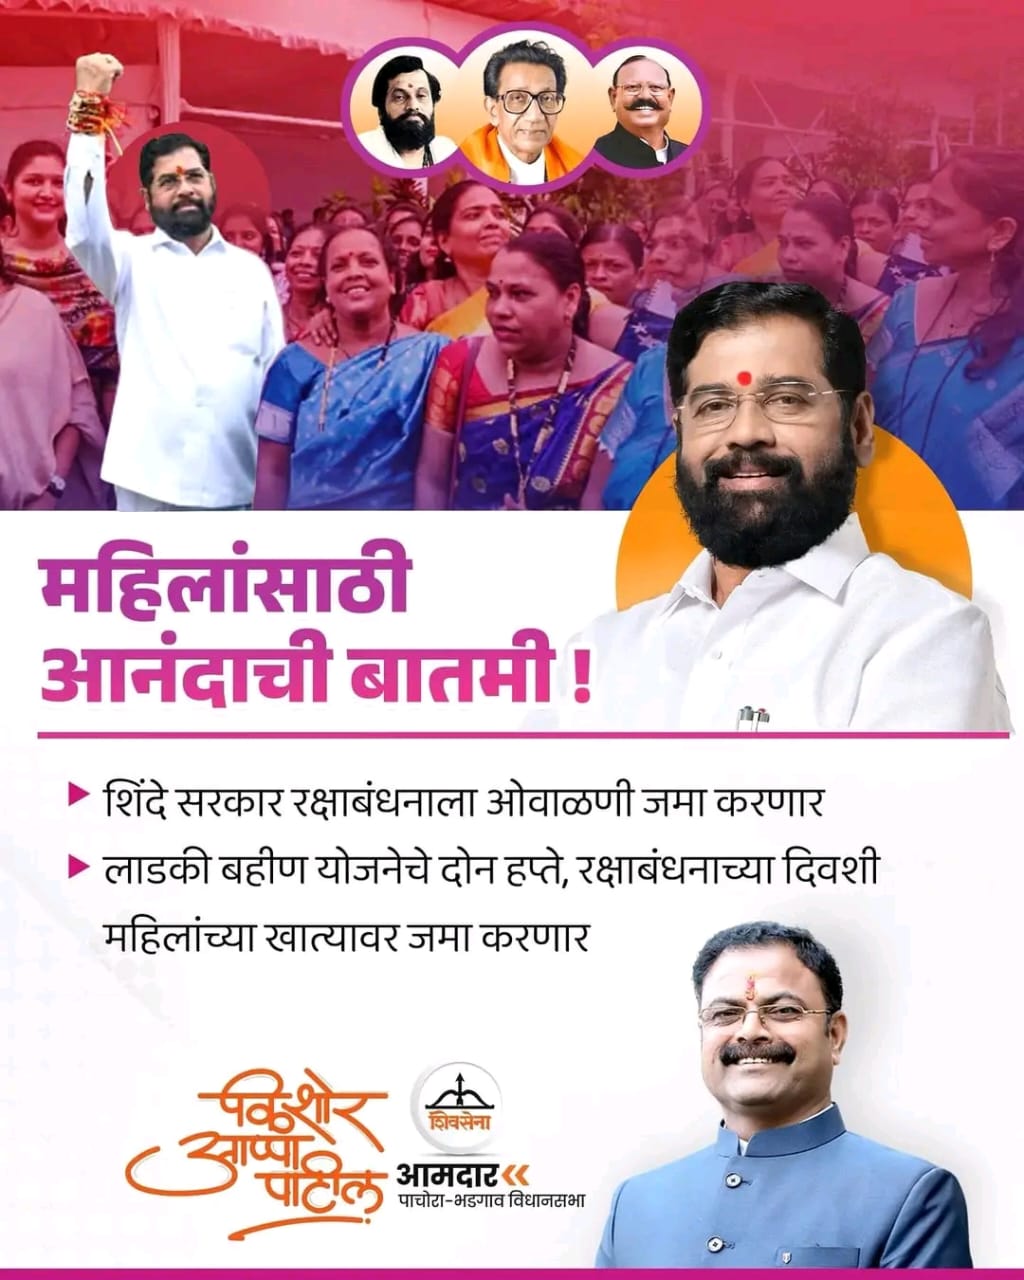 महिलांसाठी
आनंदाची बातमी !
शिंदे सरकार रक्षाबंधनाला ओवाळणी जमा करणार
लाडकी बहीण योजनेचे दोन हप्ते, रक्षाबंधनाच्या दिवशी
महिलांच्या खात्यावर जमा करणार
किशोर
आप्पा
पाटील
शिवसेना
आमदार
पाचोरा-भडगाव विधानसभा